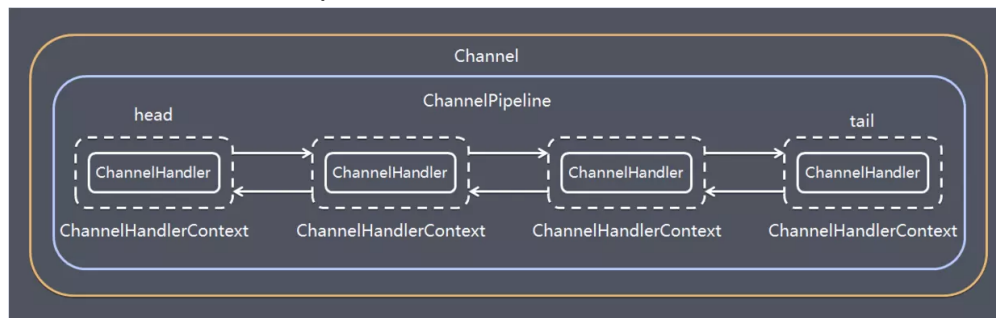 Channel
ChannelPipeline
head
tail
ChannelHandler ChannelHandler ChannelHandler ChannelHandler
ChannelHandlerContext ChannelHandlerContext ChannelHandlerContext ChannelHandlerContext